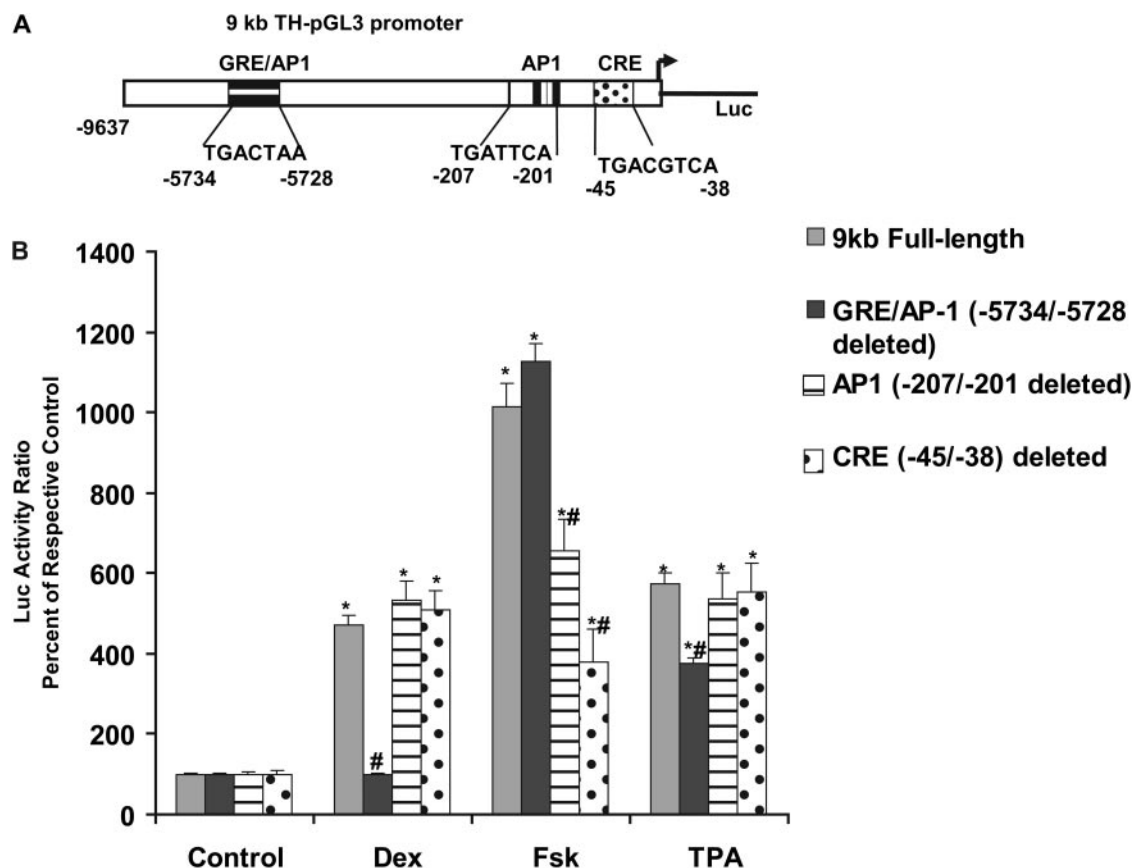 A
9 kb TH-pGL3 promoter
GRE/AP1
AP1
CRE
Luc
-9637
TGACTAA
TGATTCA
TGACGTCA
-5734
-5728
-207
-201
-45
-38
B
Luc Activity Ratio
Percent of Respective Control
1400
1200
1000
800
600
400
200
0
*
#
*
*
*
*
*#
*#
*
*#
*
*
Control
Dex
Fsk
TPA
9kb Full-length
GRE/AP-1 (-5734/-5728
deleted)
AP1 (-207/-201 deleted)
CRE (-45/-38) deleted